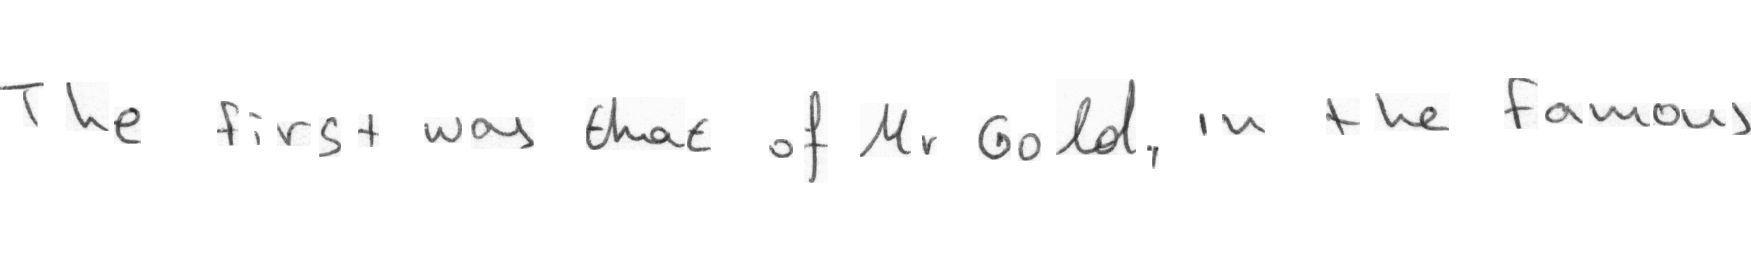 The first was that of Mr Gold, in the famous